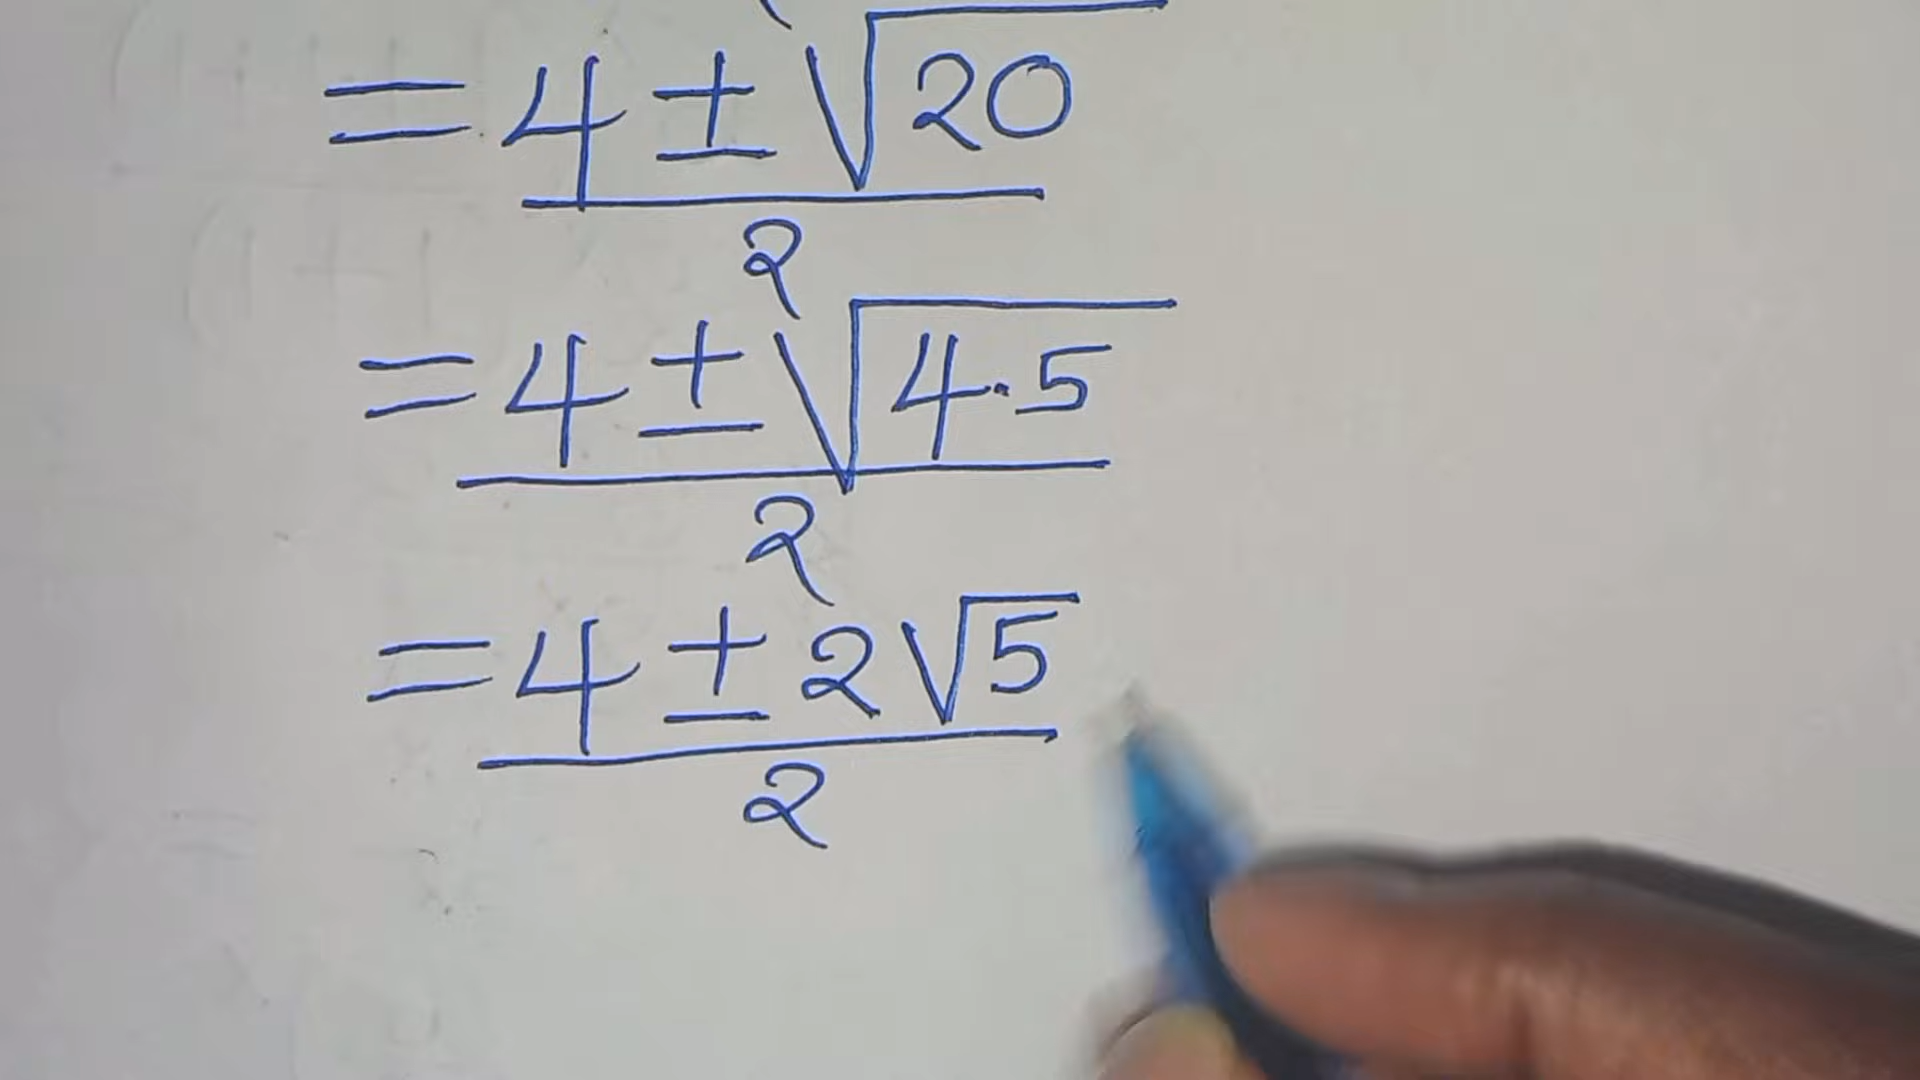 = 4 ± √20
2
= 4 ± √4·5
2
= 4 ± 2√5
2